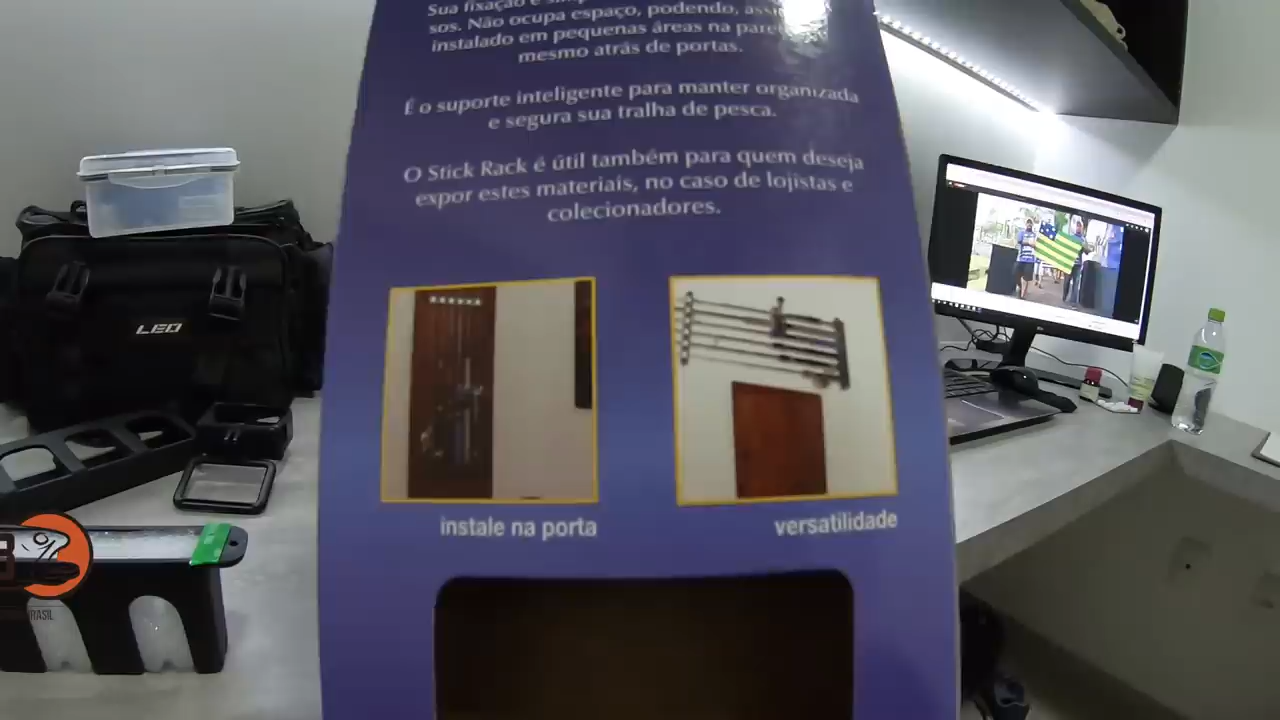 Sua fixação é
sos. Não ocupa espaço, podendo,
instalado em pequenas áreas na
mesmo atrás de portas.
É o suporte inteligente para manter organizada
e segura sua tralha de pesca.
O Stick Rack é útil também para quem deseja
expor estes materiais, no caso de lojistas e
colecionadores.
instale na porta
versatilidade
LEO